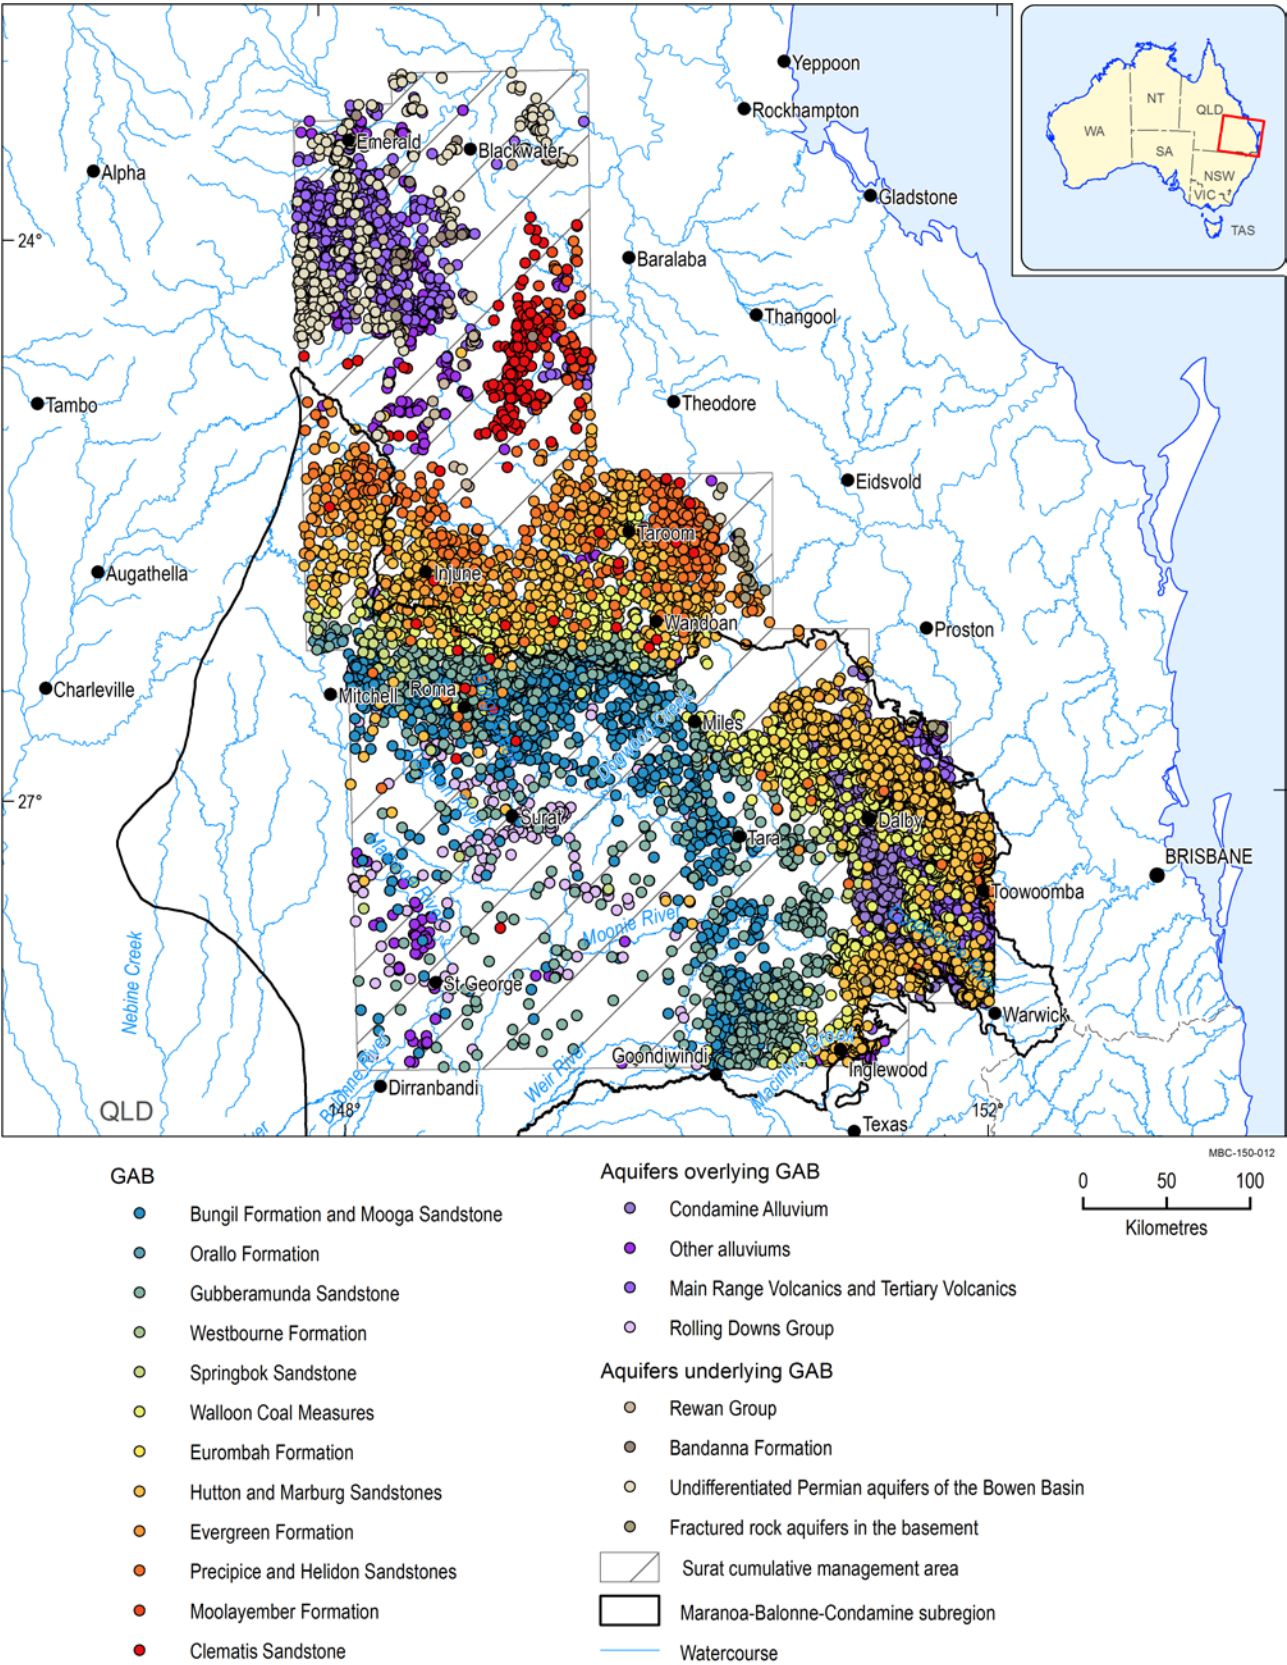 Yeppoon
Rockhampton
Emerald
Blackwater
Alpha
Gladstone
24°
Baralaba
Thangool
Tambo
Theodore
Eidsvold
Taroom
Augathella
Injune
Wandoan
Proston
Charleville
Mitchell
Roma
Miles
Dogwood Creek
27°
Surat
Tara
Dalby
BRISBANE
Toowoomba
Moonie River
Nebine Creek
St George
Warwick
Goondiwindi
Inglewood
Weir River
Macintyre Brook
Balonne River
Dirranbandi
QLD
148°
152°
Texas
NT
QLD
WA
SA
NSW
VIC
TAS
MBC-150-012
GAB
Bungil Formation and Mooga Sandstone
Orallo Formation
Gubberamunda Sandstone
Westbourne Formation
Springbok Sandstone
Walloon Coal Measures
Eurombah Formation
Hutton and Marburg Sandstones
Evergreen Formation
Precipice and Helidon Sandstones
Moolayember Formation
Clematis Sandstone
Aquifers overlying GAB
Condamine Alluvium
Other alluviums
Main Range Volcanics and Tertiary Volcanics
Rolling Downs Group
Aquifers underlying GAB
Rewan Group
Bandanna Formation
Undifferentiated Permian aquifers of the Bowen Basin
Fractured rock aquifers in the basement
Surat cumulative management area
Maranoa-Balonne-Condamine subregion
Watercourse
0 50 100
Kilometres